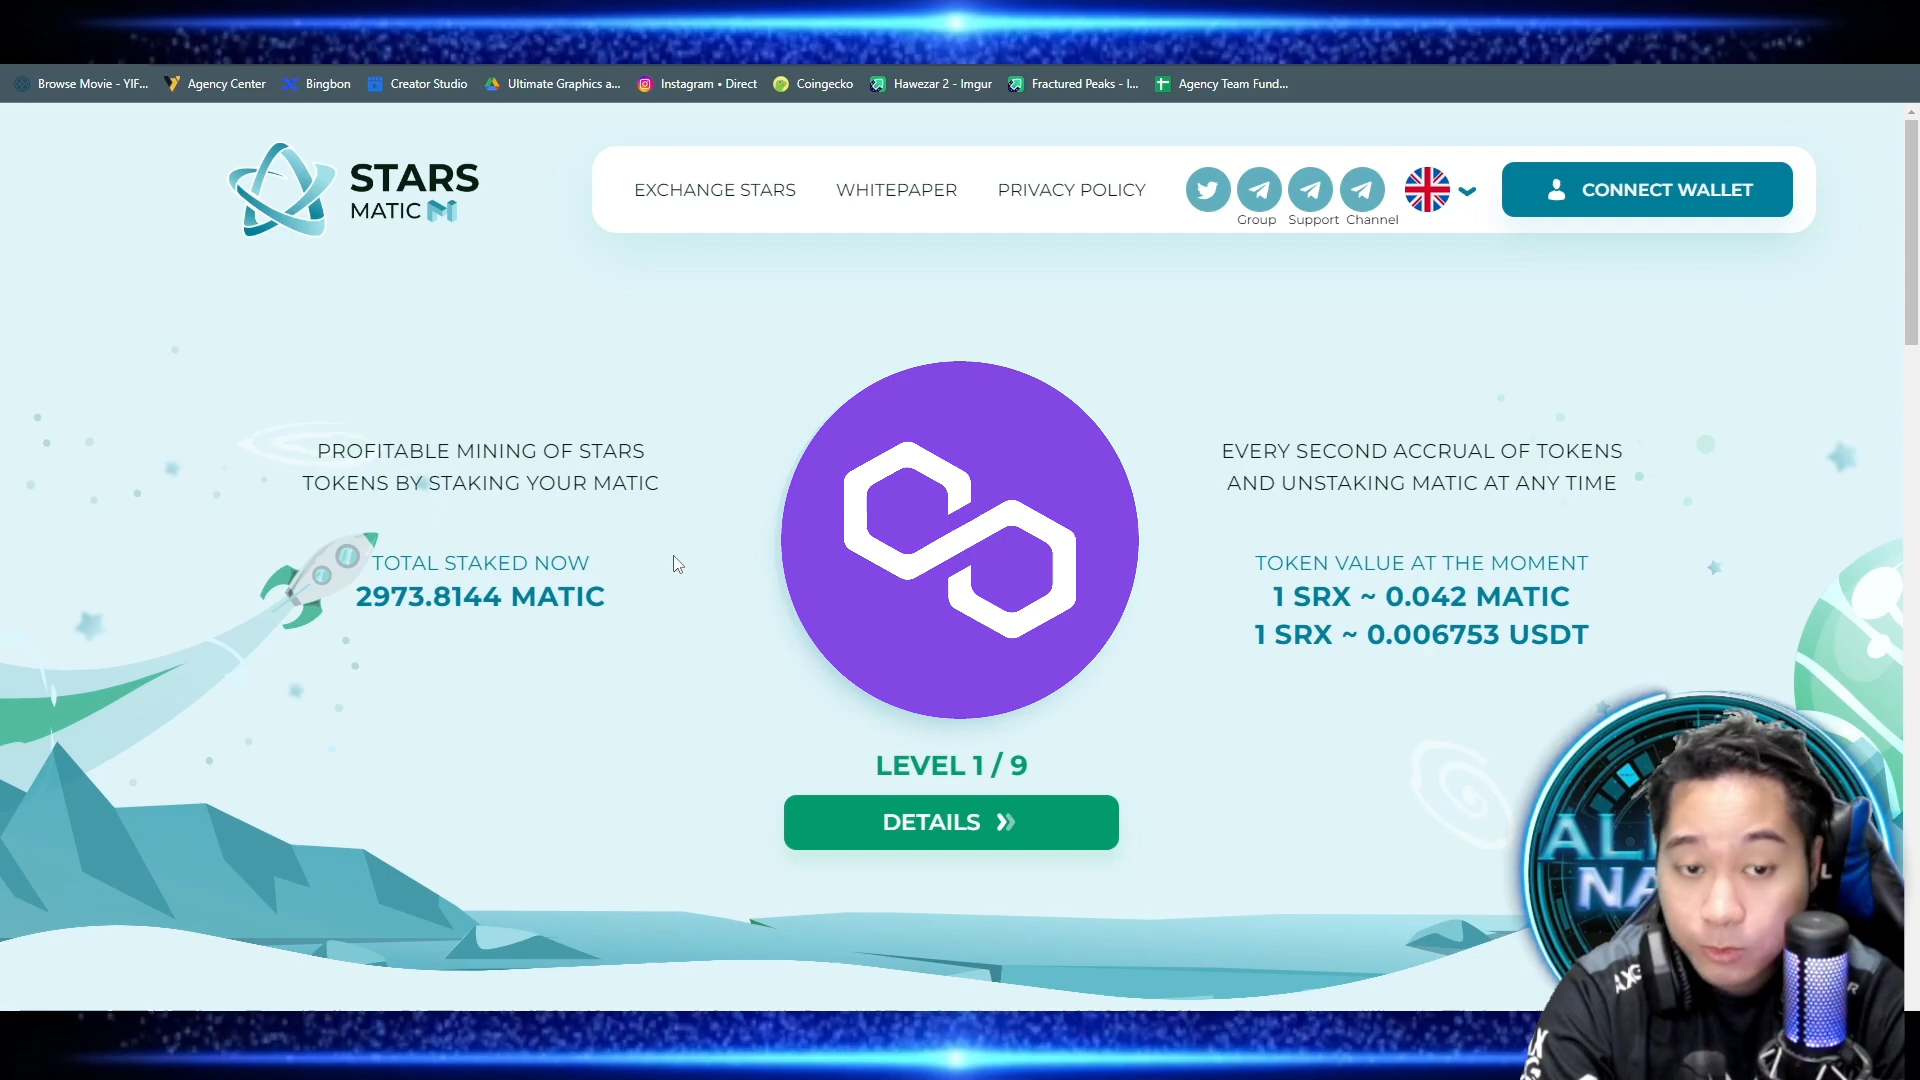 Browse Movie - YIF...
Agency Center
Bingbon
Creator Studio
Ultimate Graphics a...
Instagram • Direct
Coingecko
Hawezar 2 - Imgur
Fractured Peaks - I...
Agency Team Fund...
STARS
MATIC
EXCHANGE STARS
WHITEPAPER
PRIVACY POLICY
Group
Support
Channel
CONNECT WALLET
PROFITABLE MINING OF STARS
TOKENS BY STAKING YOUR MATIC
TOTAL STAKED NOW
2973.8144 MATIC
EVERY SECOND ACCRUAL OF TOKENS
AND UNSTAKING MATIC AT ANY TIME
TOKEN VALUE AT THE MOMENT
1 SRX ~ 0.042 MATIC
1 SRX ~ 0.006753 USDT
LEVEL 1 / 9
DETAILS